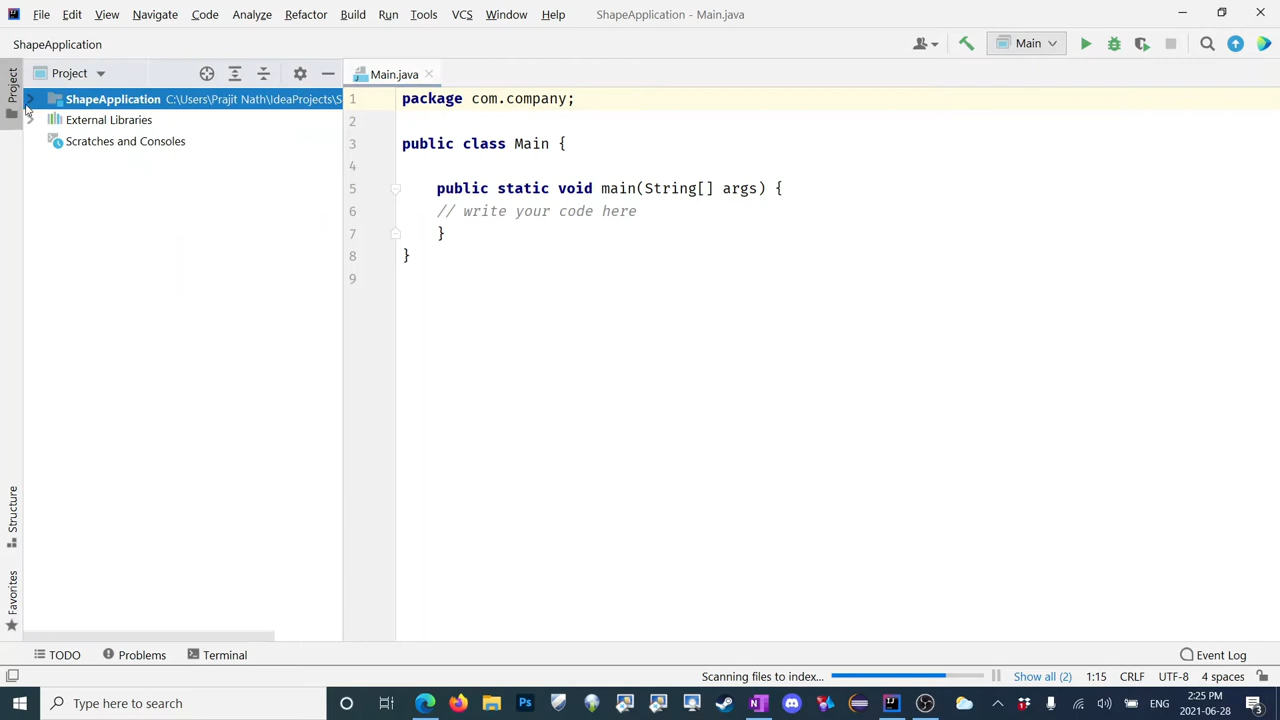 File Edit View Navigate Code Analyze Refactor Build Run Tools VCS Window Help ShapeApplication - Main.java
ShapeApplication
Main
Project
Project
Main.java
ShapeApplication C:\Users\Prajit Nath\IdeaProjects\S
External Libraries
Scratches and Consoles
1 package com.company;
2
3 public class Main {
4
5 public static void main(String[] args) {
6 // write your code here
7 }
8 }
9
Structure
Favorites
TODO Problems Terminal Event Log
Scanning files to index... Show all (2) 1:15 CRLF UTF-8 4 spaces
Type here to search
Ps
N
ENG
2:25 PM
2021-06-28
3